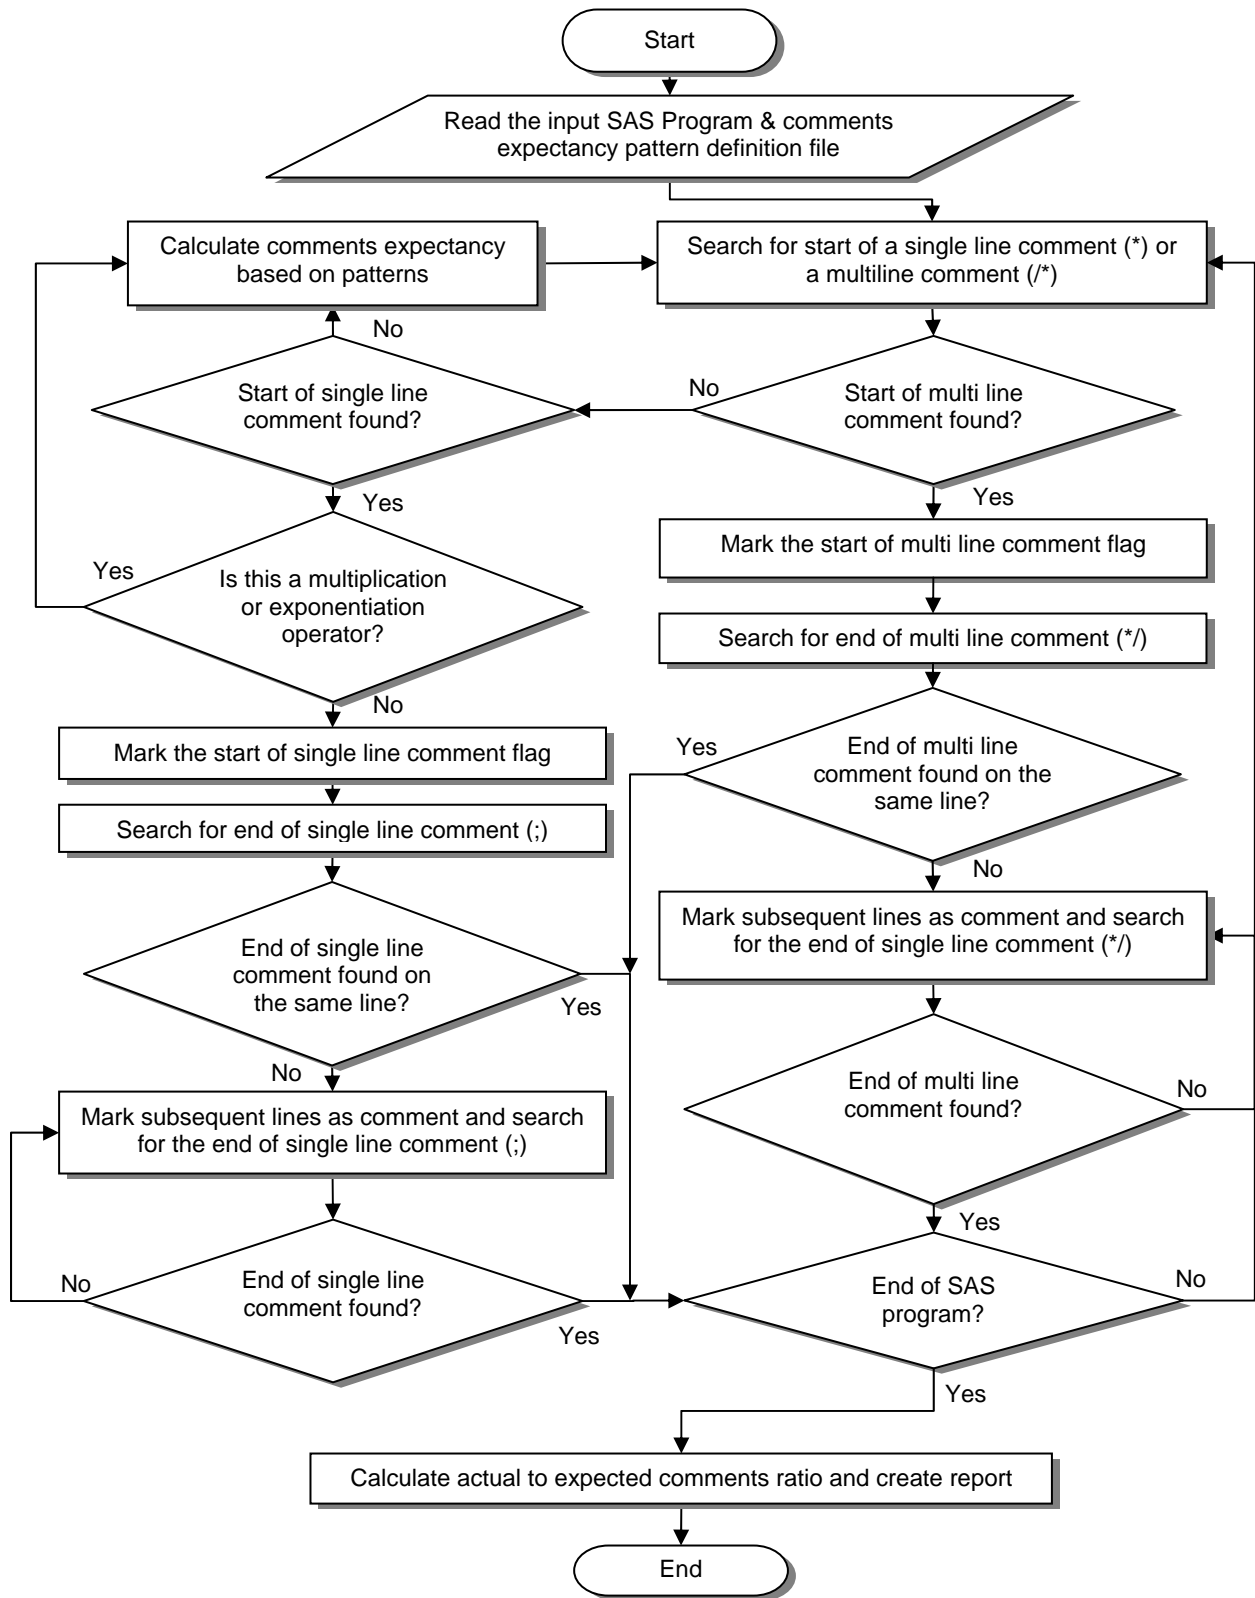 Start
Read the input SAS Program & comments
expectancy pattern definition file
Calculate comments expectancy
based on patterns
Search for start of a single line comment (*) or
a multiline comment (/*)
No
Start of single line
comment found?
No
Start of multi line
comment found?
Yes
Yes
Mark the start of multi line comment flag
Yes
Is this a multiplication
or exponentiation
operator?
Search for end of multi line comment (*/)
No
Mark the start of single line comment flag
Yes
End of multi line
comment found on the
same line?
Search for end of single line comment (;)
No
Mark subsequent lines as comment and search
for the end of single line comment (*/)
End of single line
comment found on
the same line?
Yes
No
End of multi line
comment found?
No
Mark subsequent lines as comment and search
for the end of single line comment (;)
Yes
No
End of single line
comment found?
Yes
End of SAS
program?
No
Yes
Calculate actual to expected comments ratio and create report
End